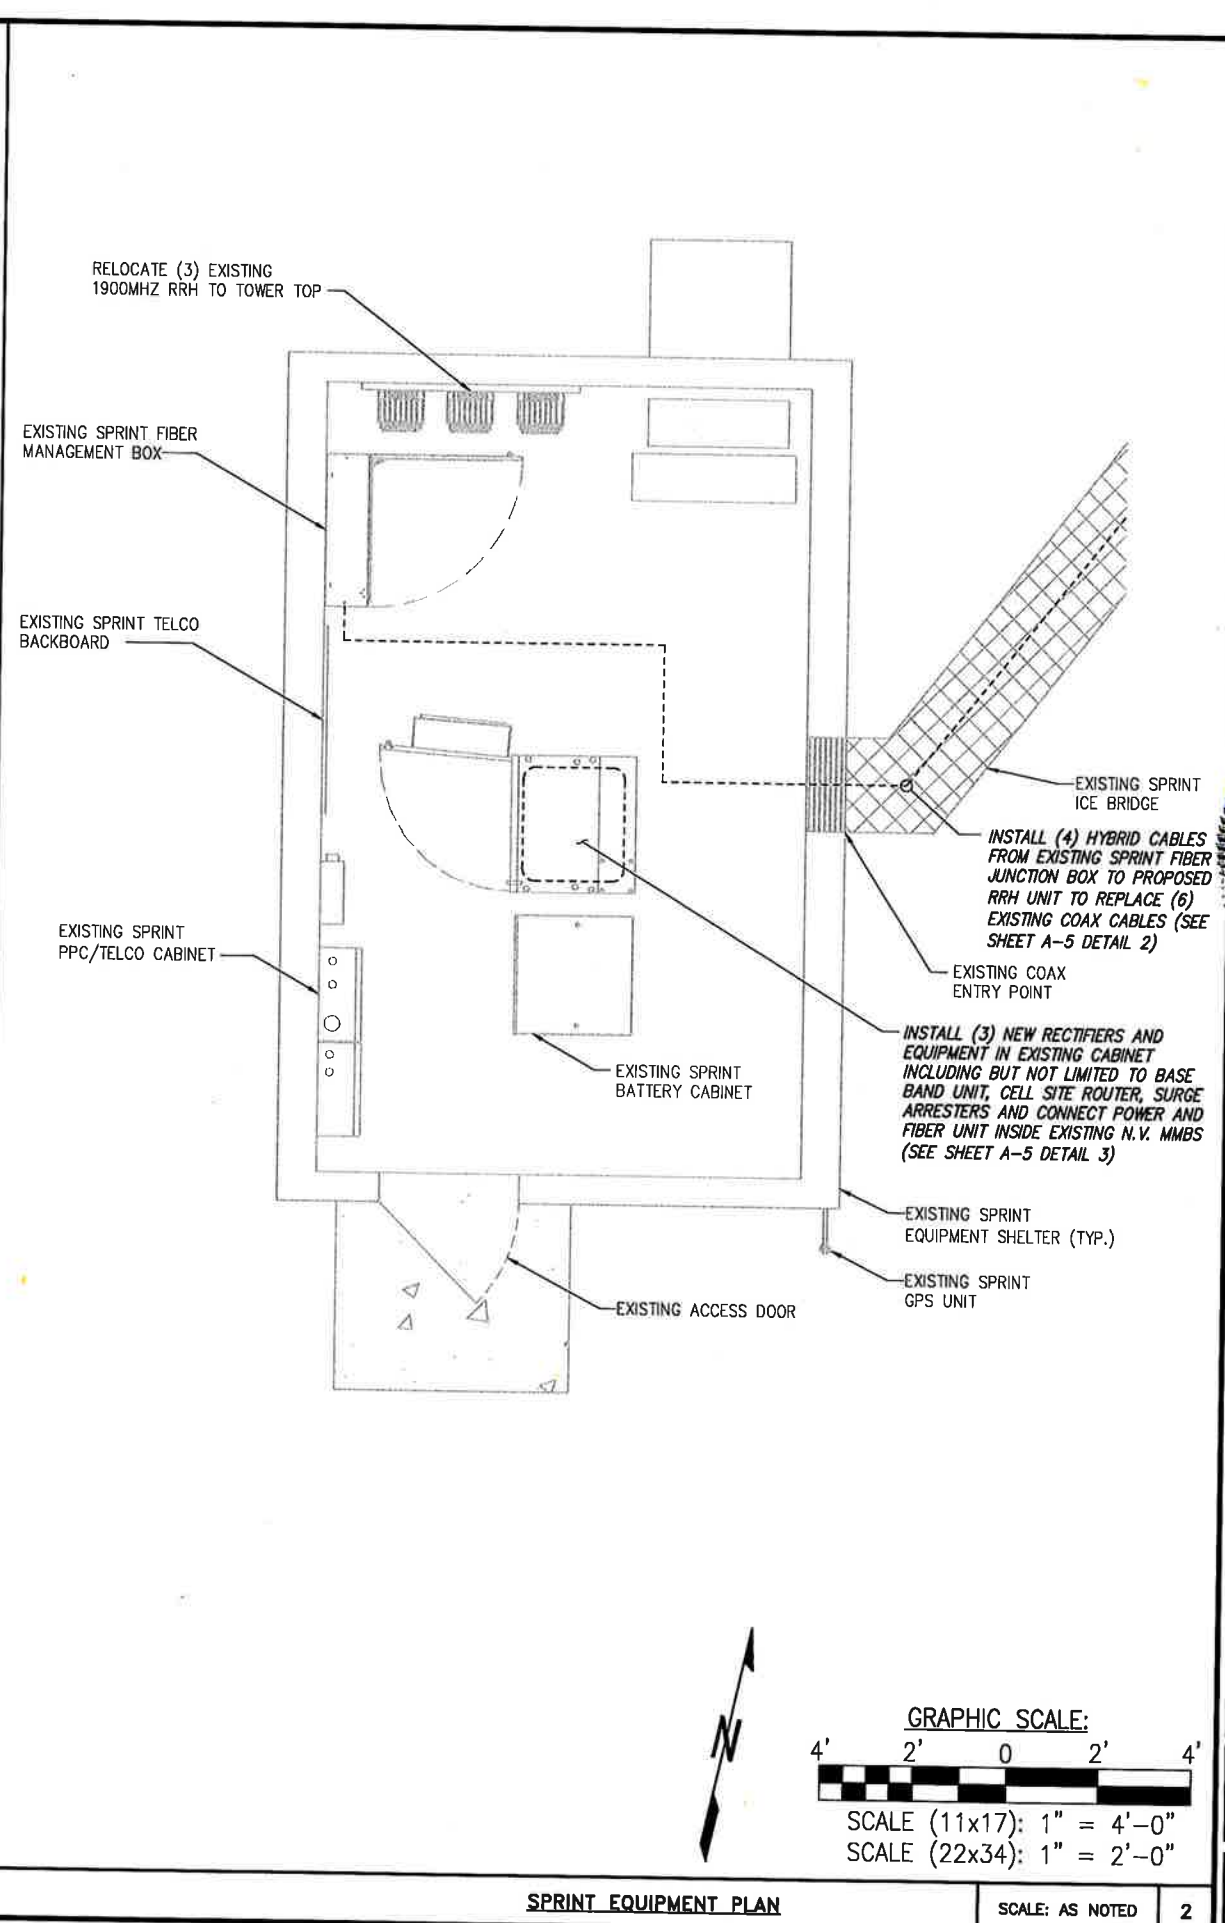 RELOCATE (3) EXISTING
1900MHZ RRH TO TOWER TOP
EXISTING SPRINT FIBER
MANAGEMENT BOX
EXISTING SPRINT TELCO
BACKBOARD
EXISTING SPRINT
PPC/TELCO CABINET
EXISTING SPRINT
ICE BRIDGE
INSTALL (4) HYBRID CABLES
FROM EXISTING SPRINT FIBER
JUNCTION BOX TO PROPOSED
RRH UNIT TO REPLACE (6)
EXISTING COAX CABLES (SEE
SHEET A-5 DETAIL 2)
EXISTING COAX
ENTRY POINT
INSTALL (3) NEW RECTIFIERS AND
EQUIPMENT IN EXISTING CABINET
INCLUDING BUT NOT LIMITED TO BASE
BAND UNIT, CELL SITE ROUTER, SURGE
ARRESTERS AND CONNECT POWER AND
FIBER UNIT INSIDE EXISTING N.V. MMBS
(SEE SHEET A-5 DETAIL 3)
EXISTING SPRINT
BATTERY CABINET
EXISTING SPRINT
EQUIPMENT SHELTER (TYP.)
EXISTING SPRINT
GPS UNIT
EXISTING ACCESS DOOR
N
GRAPHIC SCALE:
4' 2' 0 2' 4'
SCALE (11x17): 1" = 4'-0"
SCALE (22x34): 1" = 2'-0"
SPRINT EQUIPMENT PLAN
SCALE: AS NOTED
2